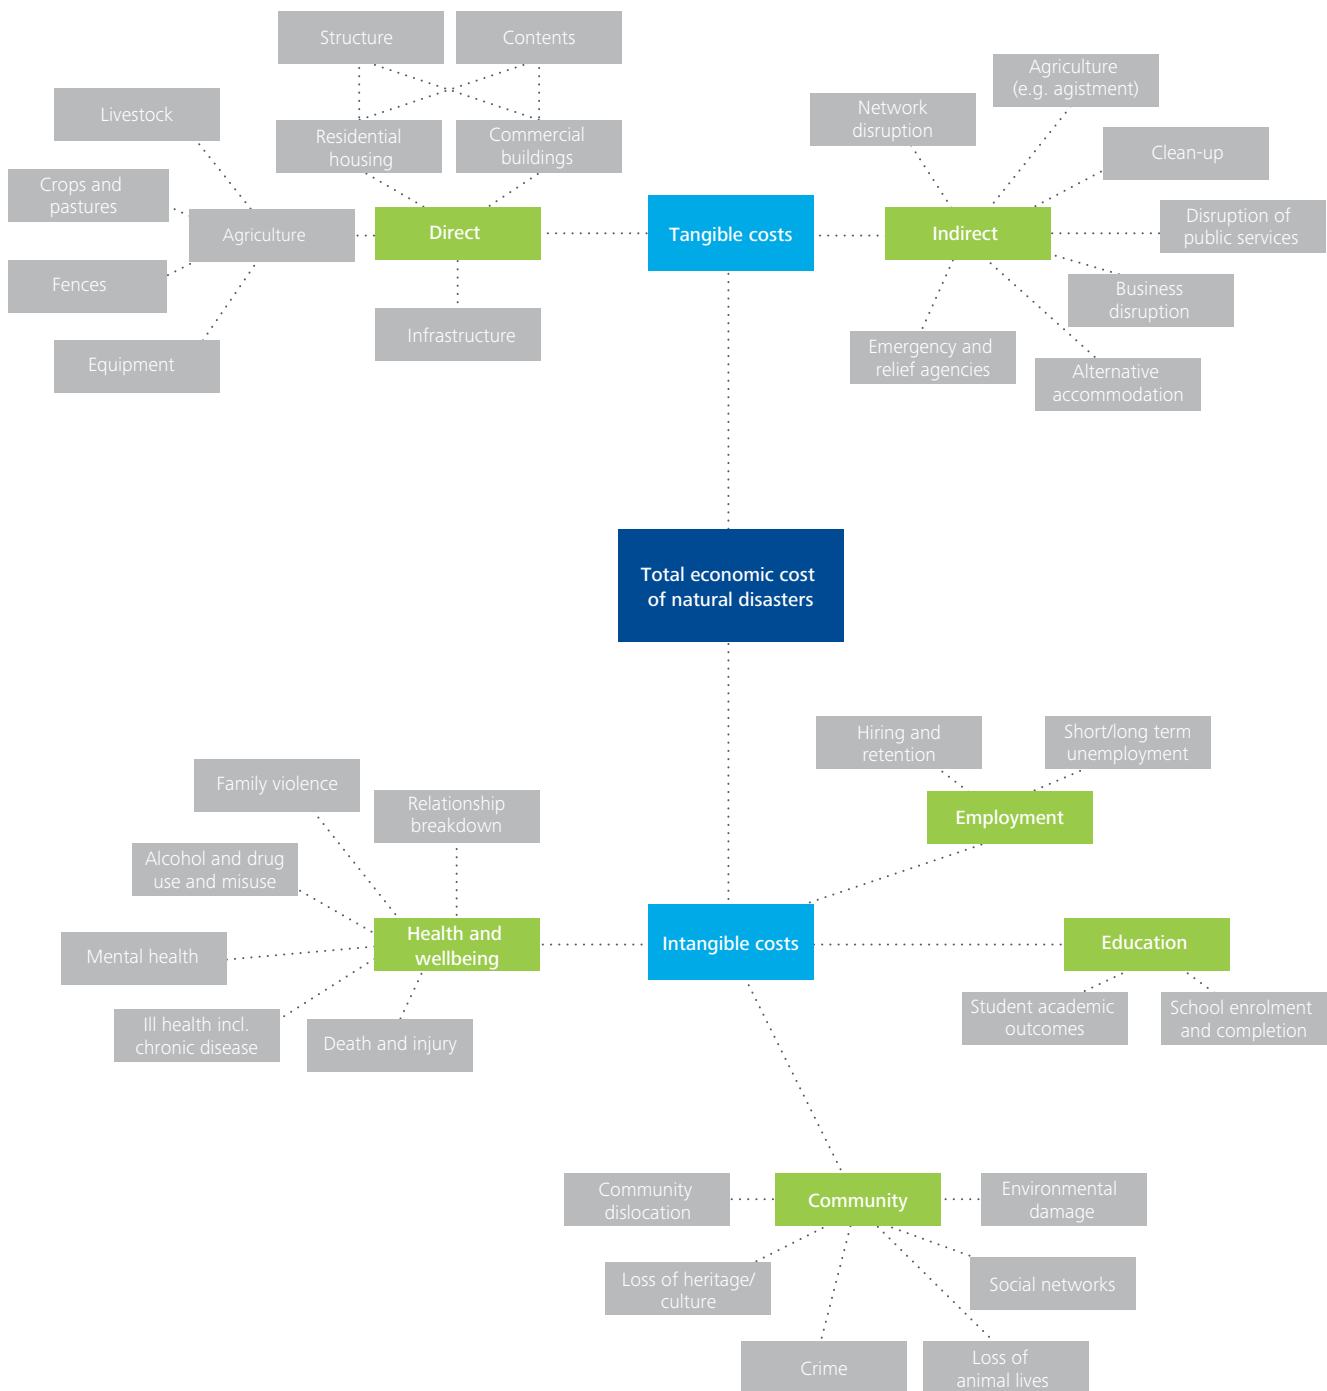 Structure
Contents
Livestock
Residential
housing
Commercial
buildings
Crops and
pastures
Agriculture
Direct
Fences
Infrastructure
Equipment
Tangible costs
Agriculture
(e.g. agistment)
Network
disruption
Clean-up
Indirect
Disruption of
public services
Business
disruption
Emergency and
relief agencies
Alternative
accommodation
Total economic cost
of natural disasters
Hiring and
retention
Short/long term
unemployment
Employment
Family violence
Relationship
breakdown
Alcohol and drug
use and misuse
Health and
wellbeing
Mental health
Ill health incl.
chronic disease
Death and injury
Intangible costs
Education
Student academic
outcomes
School enrolment
and completion
Community
dislocation
Community
Environmental
damage
Loss of heritage/
culture
Social networks
Crime
Loss of
animal lives